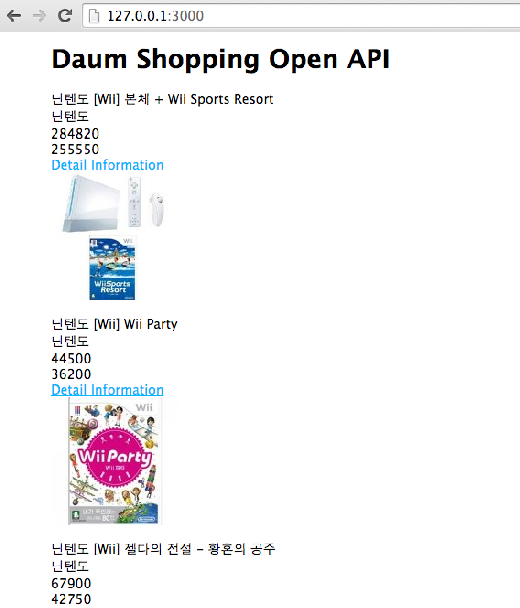 127.0.0.1:3000
Daum Shopping Open API
닌텐도 [Wii] 본체 + Wii Sports Resort
닌텐도
284820
255550
Detail Information
Wii
Wii Sports
Resort
닌텐도 [Wii] Wii Party
닌텐도
44500
36200
Detail Information
Wii
Wii Party
닌텐도 [Wii] 젤다의 전설 - 황혼의 공주
닌텐도
67900
42750